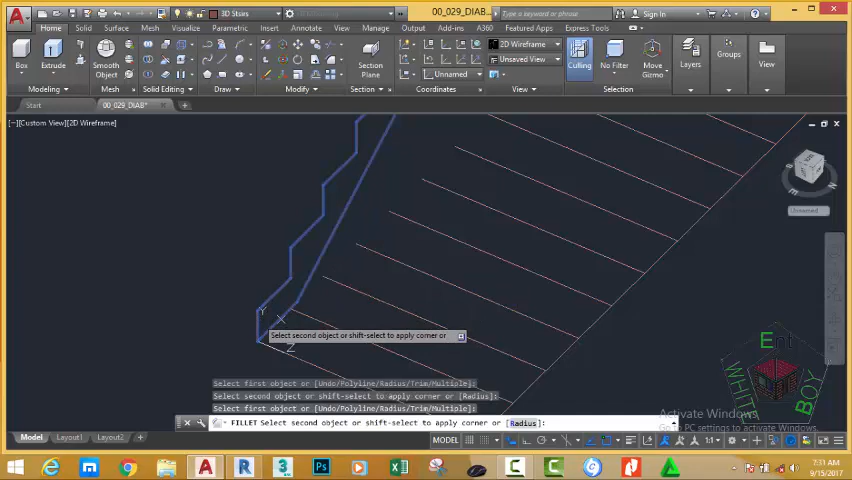 3D Stairs
00_029_DIAB...
Type a keyword or phrase
Sign In
Home
Solid
Surface
Mesh
Visualize
Parametric
Insert
Annotate
View
Manage
Output
Add-ins
A360
Featured Apps
Express Tools
Box
Extrude
Smooth Object
Section Plane
Unnamed
2D Wireframe
Unsaved View
Culling
No Filter
Move Gizmo
Layers
Groups
View
Modeling
Mesh
Solid Editing
Draw
Modify
Section
Coordinates
View
Selection
Start
00_029_DIAB*
[−][Custom View][2D Wireframe]
E
N
Unnamed
Y
X
Z
Select second object or shift-select to apply corner or
Ent
WHITE
BOY
Select first object or [Undo/Polyline/Radius/Trim/Multiple]:
Select second object or shift-select to apply corner or [Radius]:
Select first object or [Undo/Polyline/Radius/Trim/Multiple]:
Activate Windows
Go to PC settings to activate Windows.
FILLET Select second object or shift-select to apply corner or [Radius]:
Model
Layout1
Layout2
MODEL
1:1
7:31 AM
9/15/2017